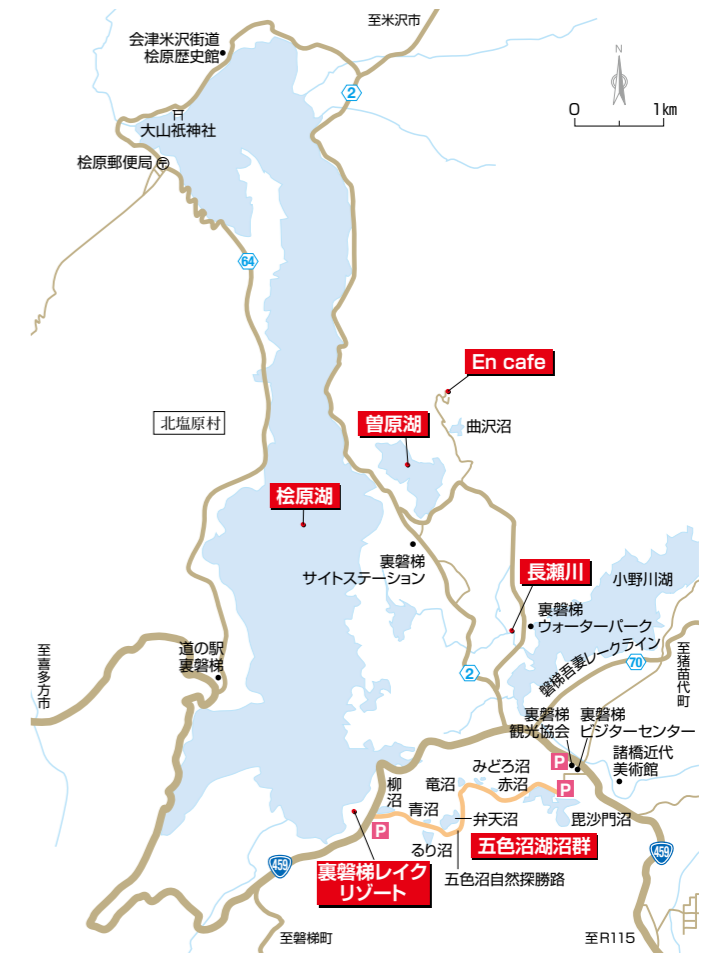 至米沢市
会津米沢街道
桧原歴史館
N
0 1km
2
大山祇神社
桧原郵便局
64
En cafe
北塩原村
曽原湖
曲沢沼
桧原湖
裏磐梯
サイトステーション
長瀬川
小野川湖
裏磐梯
ウォーターパーク
至喜多方市
道の駅
裏磐梯
2
磐梯吾妻レークライン
70
至猪苗代町
裏磐梯
観光協会
裏磐梯
ビジターセンター
諸橋近代
美術館
P
P
みどろ沼
竜沼
赤沼
柳沼
青沼
弁天沼
毘沙門沼
P
るり沼
五色沼湖沼群
459
459
裏磐梯レイク
リゾート
五色沼自然探勝路
至磐梯町
至R115